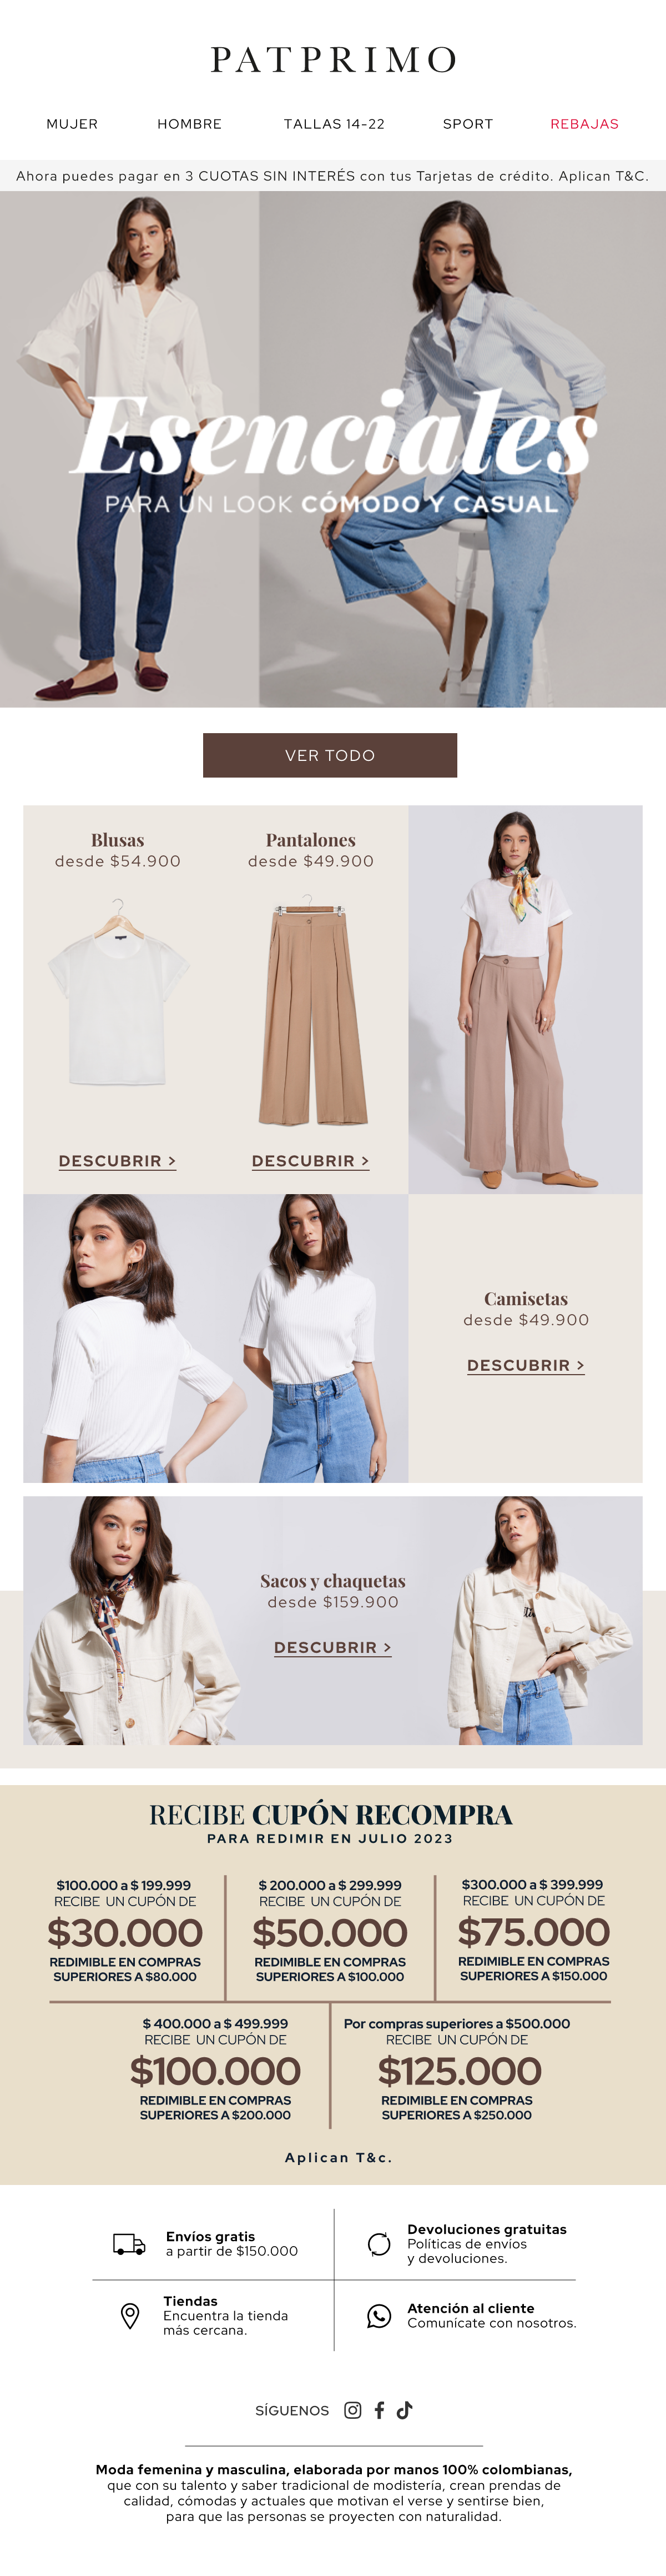 PATPRIMO
MUJER HOMBRE TALLAS 14-22 SPORT REBAJAS
Ahora puedes pagar en 3 CUOTAS SIN INTERÉS con tus Tarjetas de crédito. Aplican T&C.
Esenciales
PARA UN LOOK CÓMODO Y CASUAL
VER TODO
Blusas
desde $54.900
DESCUBRIR >
Pantalones
desde $49.900
DESCUBRIR >
Camisetas
desde $49.900
DESCUBRIR >
Sacos y chaquetas
desde $159.900
DESCUBRIR >
RECIBE CUPÓN RECOMPRA
PARA REDIMIR EN JULIO 2023
$100.000 a $ 199.999
RECIBE UN CUPÓN DE
$30.000
REDIMIBLE EN COMPRAS
SUPERIORES A $80.000
$ 200.000 a $ 299.999
RECIBE UN CUPÓN DE
$50.000
REDIMIBLE EN COMPRAS
SUPERIORES A $100.000
$300.000 a $ 399.999
RECIBE UN CUPÓN DE
$75.000
REDIMIBLE EN COMPRAS
SUPERIORES A $150.000
$ 400.000 a $ 499.999
RECIBE UN CUPÓN DE
$100.000
REDIMIBLE EN COMPRAS
SUPERIORES A $200.000
Por compras superiores a $500.000
RECIBE UN CUPÓN DE
$125.000
REDIMIBLE EN COMPRAS
SUPERIORES A $250.000
Aplican T&c.
Envíos gratis
a partir de $150.000
Devoluciones gratuitas
Políticas de envíos
y devoluciones.
Tiendas
Encuentra la tienda
más cercana.
Atención al cliente
Comunícate con nosotros.
SÍGUENOS
Moda femenina y masculina, elaborada por manos 100% colombianas,
que con su talento y saber tradicional de modistería, crean prendas de
calidad, cómodas y actuales que motivan el verse y sentirse bien,
para que las personas se proyecten con naturalidad.